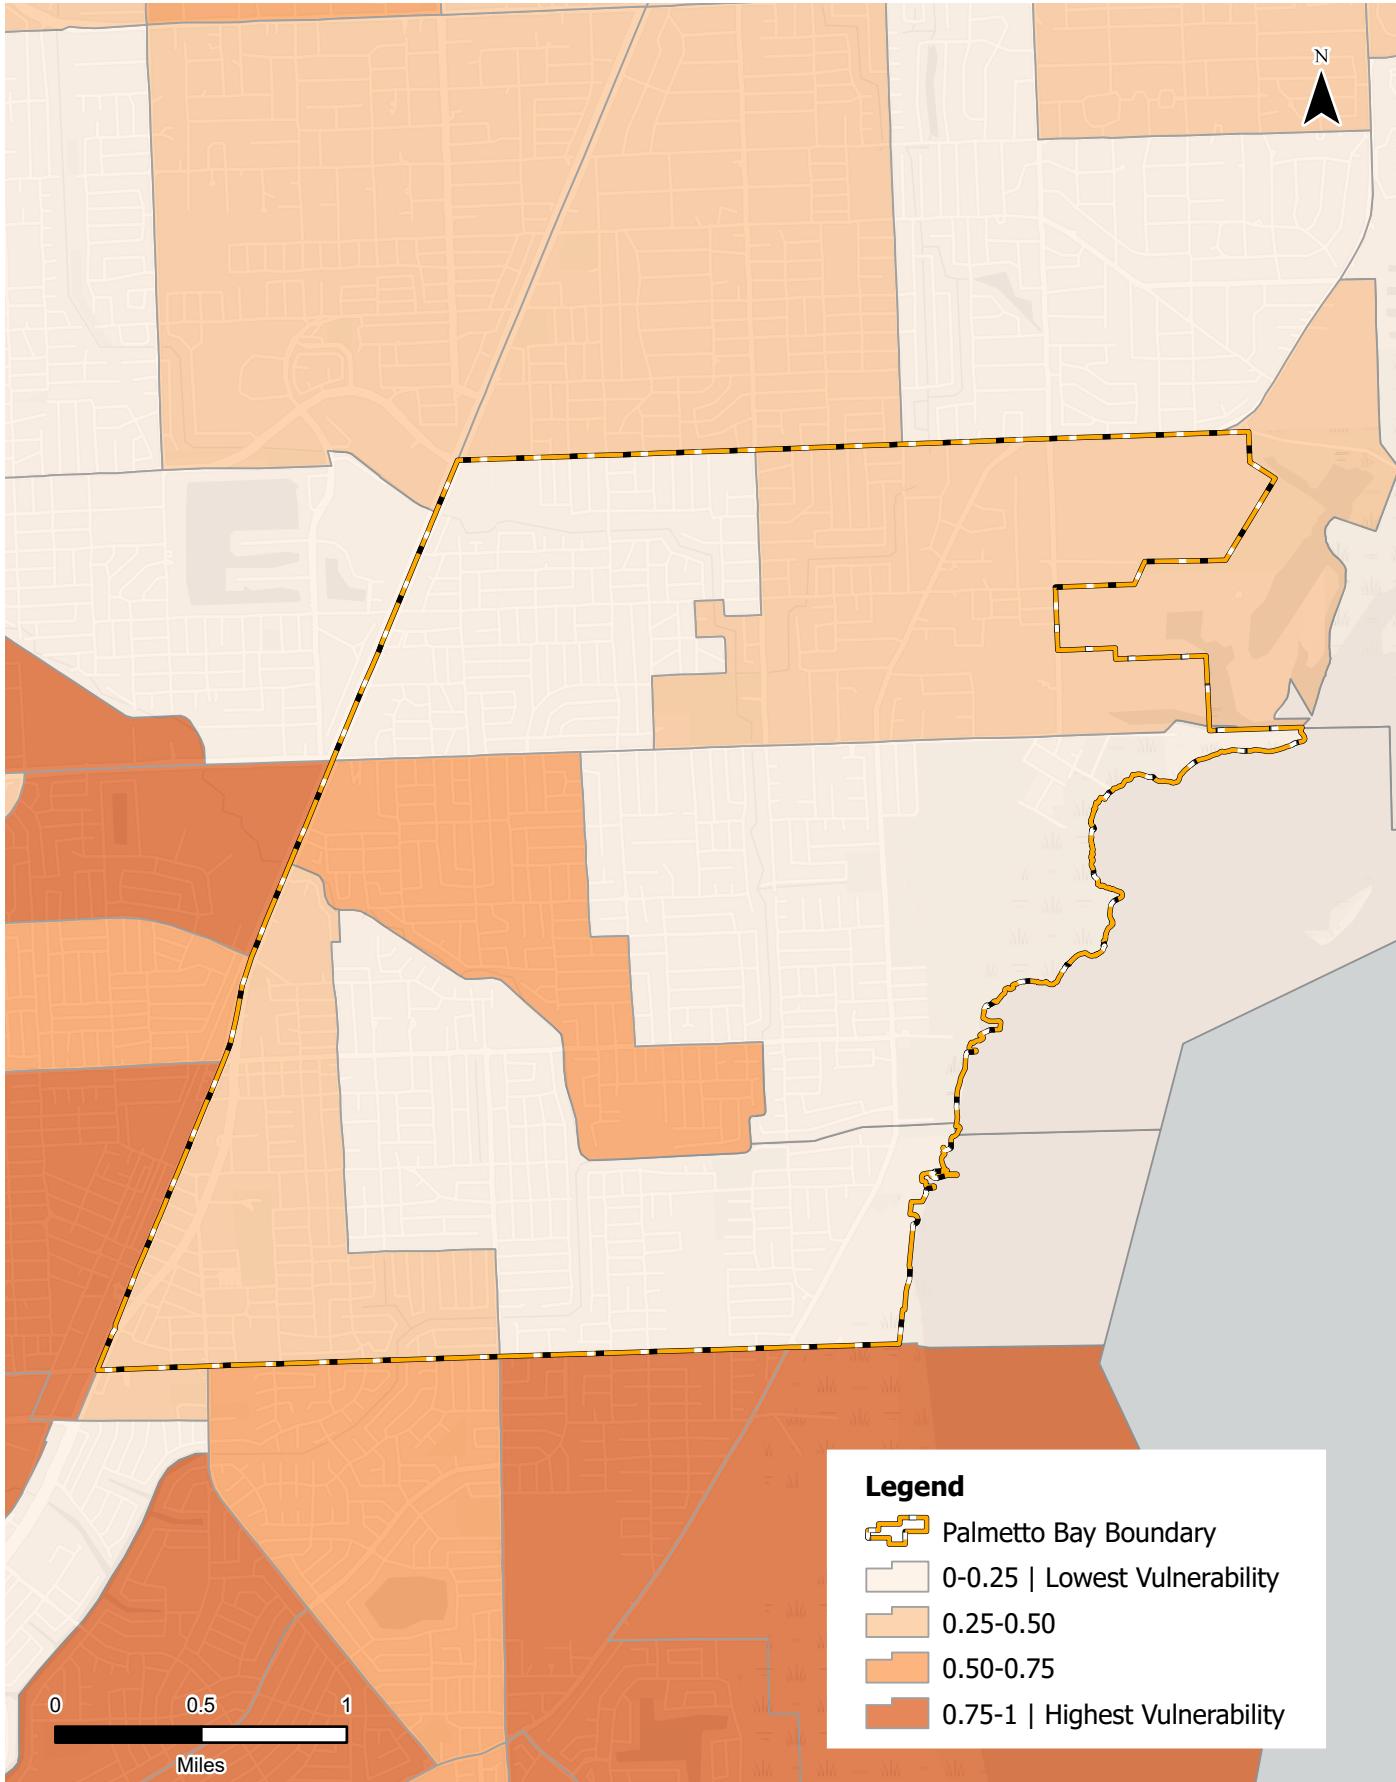 N
Legend
Palmetto Bay Boundary
0-0.25 | Lowest Vulnerability
0.25-0.50
0.50-0.75
0.75-1 | Highest Vulnerability
0 0.5 1
Miles